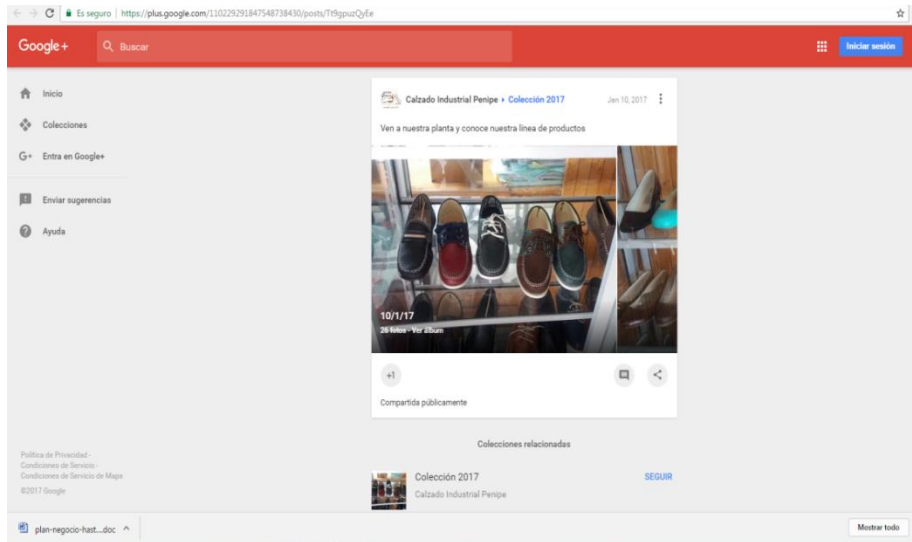 Es seguro | https://plus.google.com/110229291847548738430/posts/Tt9gpuzQyEe
Google+
Buscar
Iniciar sesión
Inicio
Colecciones
G+ Entra en Google+
Enviar sugerencias
Ayuda
Calzado Industrial Penipe ▸ Colección 2017
Jan 10, 2017
Ven a nuestra planta y conoce nuestra línea de productos
10/1/17
26 fotos - Ver álbum
+1
Compartida públicamente
Colecciones relacionadas
Colección 2017
SEGUIR
Calzado Industrial Penipe
Política de Privacidad -
Condiciones de Servicio -
Condiciones de Servicio de Maps
©2017 Google
plan-negocio-hast....doc
Mostrar todo